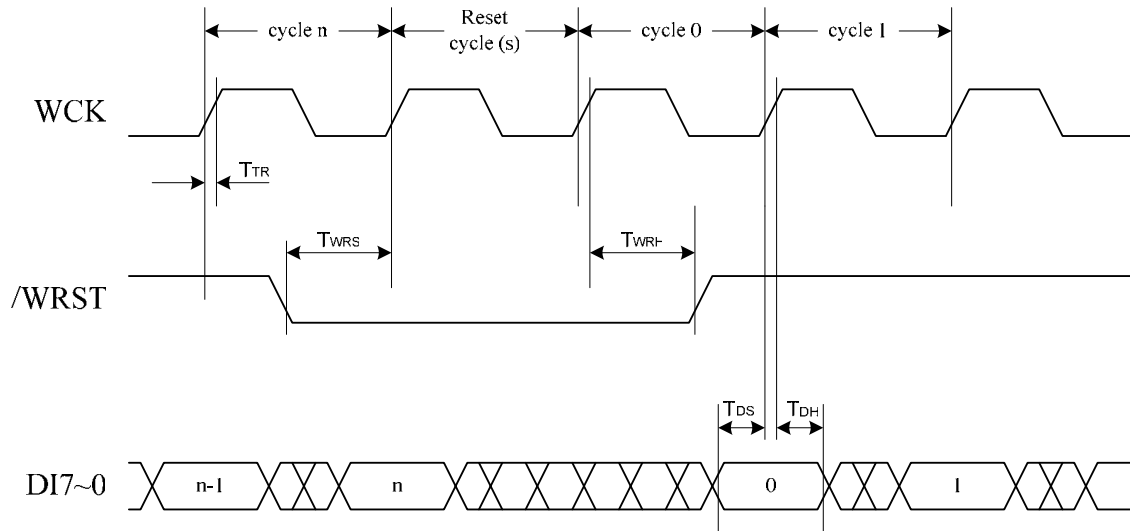 cycle n
Reset
cycle (s)
cycle 0
cycle 1
WCK
TTR
TWRS
TWRH
/WRST
TDS
TDH
DI7~0
n-1
n
0
1